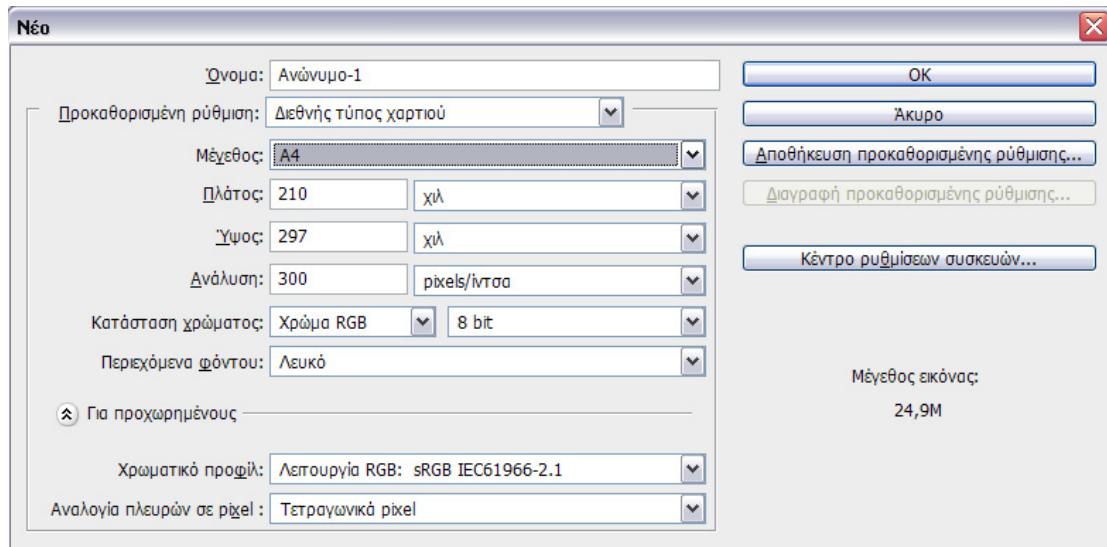 Νέο
Όνομα: Ανώνυμο-1
OK
Προκαθορισμένη ρύθμιση: Διεθνής τύπος χαρτιού
Άκυρο
Μέγεθος: A4
Αποθήκευση προκαθορισμένης ρύθμισης...
Πλάτος: 210 χιλ
Διαγραφή προκαθορισμένης ρύθμισης...
Ύψος: 297 χιλ
Κέντρο ρυθμίσεων συσκευών...
Ανάλυση: 300 pixels/ίντσα
Κατάσταση χρώματος: Χρώμα RGB 8 bit
Περιεχόμενα φόντου: Λευκό
Μέγεθος εικόνας:
24,9M
Για προχωρημένους
Χρωματικό προφίλ: Λειτουργία RGB: sRGB IEC61966-2.1
Αναλογία πλευρών σε pixel : Τετραγωνικά pixel